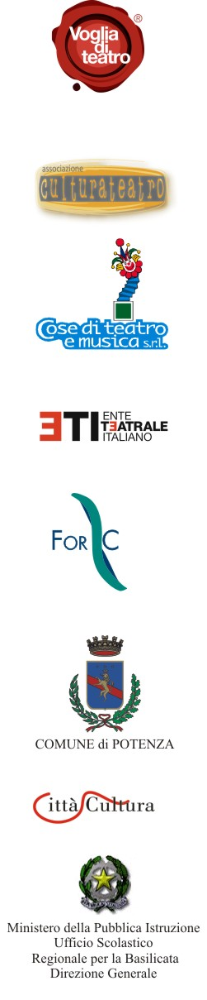 Voglia
di
teatro
®
associazione
culturateatro
Cose di teatro
e musica s.r.l.
ETI
ENTE
TEATRALE
ITALIANO
FOR C
COMUNE di POTENZA
Città Cultura
Ministero della Pubblica Istruzione
Ufficio Scolastico
Regionale per la Basilicata
Direzione Generale